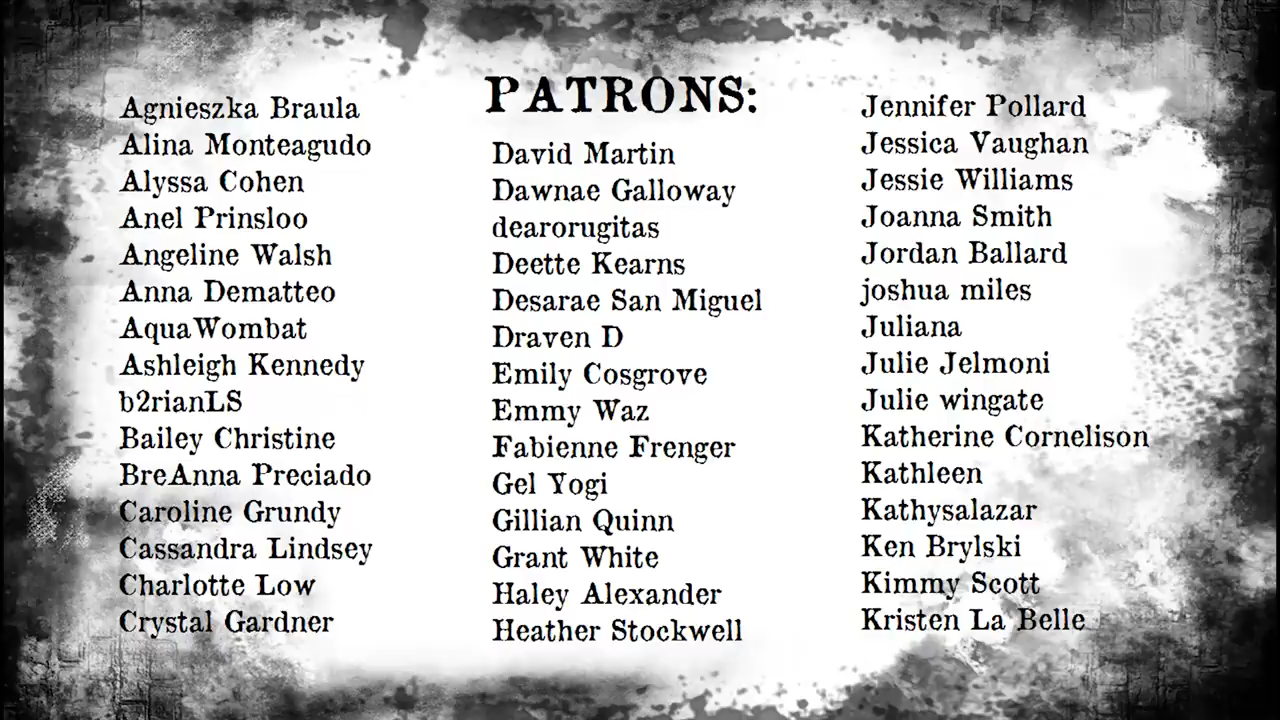 PATRONS:
Agnieszka Braula
Alina Monteagudo
Alyssa Cohen
Anel Prinsloo
Angeline Walsh
Anna Dematteo
AquaWombat
Ashleigh Kennedy
b2rianLS
Bailey Christine
BreAnna Preciado
Caroline Grundy
Cassandra Lindsey
Charlotte Low
Crystal Gardner
David Martin
Dawnae Galloway
dearorugitas
Deette Kearns
Desarae San Miguel
Draven D
Emily Cosgrove
Emmy Waz
Fabienne Frenger
Gel Yogi
Gillian Quinn
Grant White
Haley Alexander
Heather Stockwell
Jennifer Pollard
Jessica Vaughan
Jessie Williams
Joanna Smith
Jordan Ballard
joshua miles
Juliana
Julie Jelmoni
Julie wingate
Katherine Cornelison
Kathleen
Kathysalazar
Ken Brylski
Kimmy Scott
Kristen La Belle